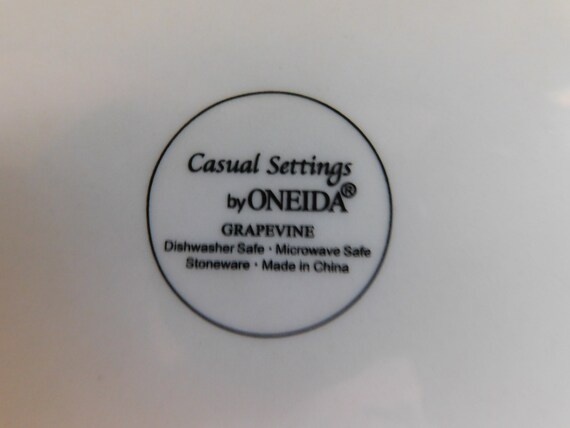 Casual Settings
by ONEIDA®
GRAPEVINE
Dishwasher Safe · Microwave Safe
Stoneware · Made in China